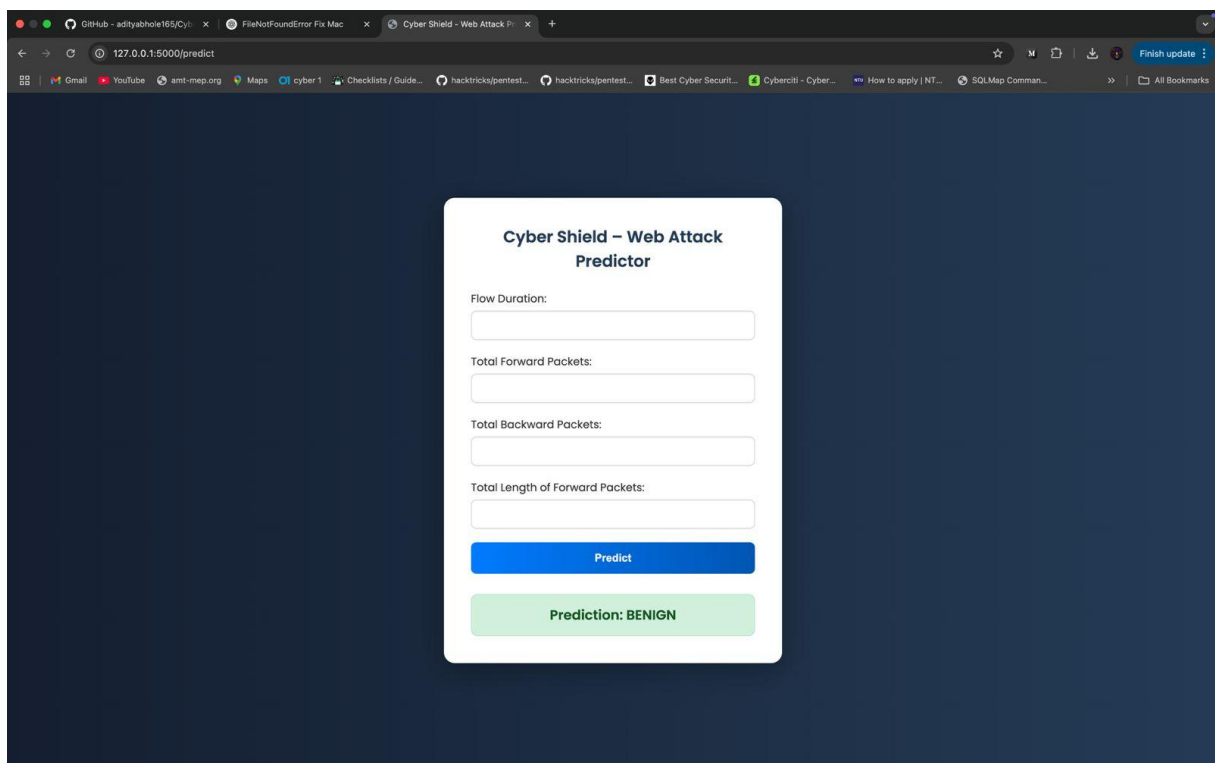 GitHub - adityabhole165/Cyb
FileNotFoundError Fix Mac
Cyber Shield – Web Attack Pr
127.0.0.1:5000/predict
Finish update
Gmail
YouTube
amt-mep.org
Maps
cyber 1
Checklists / Guide...
hacktricks/pentest...
hacktricks/pentest...
Best Cyber Securit...
Cyberciti - Cyber...
How to apply | NT...
SQLMap Comman...
»
All Bookmarks
Cyber Shield – Web Attack
Predictor
Flow Duration:
Total Forward Packets:
Total Backward Packets:
Total Length of Forward Packets:
Predict
Prediction: BENIGN